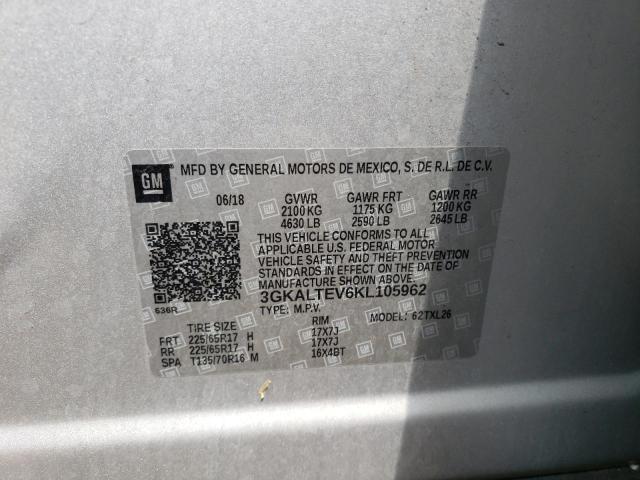 GM MFD BY GENERAL MOTORS DE MEXICO, S. DE R.L. DE C.V.
06/18 GVWR GAWR FRT GAWR RR
2100 KG 1175 KG 1200 KG
4630 LB 2590 LB 2645 LB
THIS VEHICLE CONFORMS TO ALL
APPLICABLE U.S. FEDERAL MOTOR
VEHICLE SAFETY AND THEFT PREVENTION
STANDARDS IN EFFECT ON THE DATE OF
MANUFACTURE SHOWN ABOVE.
3GKALTEV6KL105962
636R TYPE: M.P.V. MODEL: 62TXL26
TIRE SIZE RIM
FRT 225/65R17 H 17X7J
RR 225/65R17 H 17X7J
SPA T135/70R16 M 16X4BT